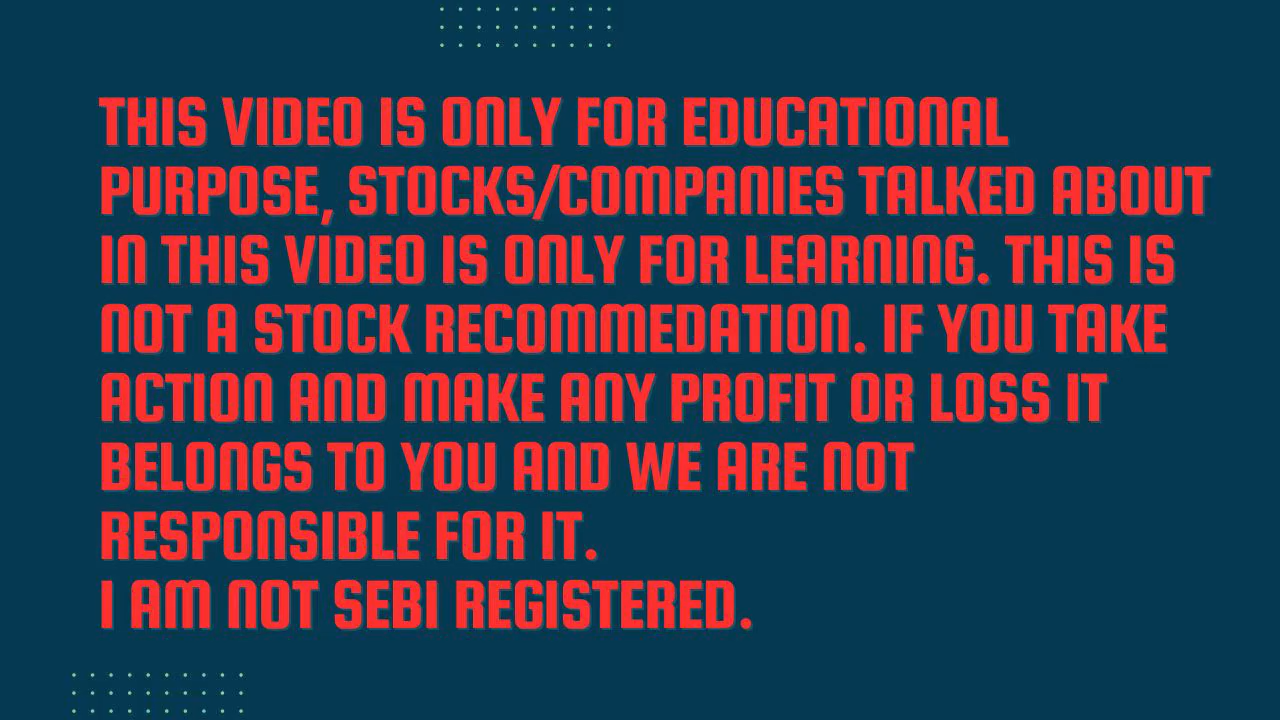 THIS VIDEO IS ONLY FOR EDUCATIONAL
PURPOSE, STOCKS/COMPANIES TALKED ABOUT
IN THIS VIDEO IS ONLY FOR LEARNING. THIS IS
NOT A STOCK RECOMMEDATION. IF YOU TAKE
ACTION AND MAKE ANY PROFIT OR LOSS IT
BELONGS TO YOU AND WE ARE NOT
RESPONSIBLE FOR IT.
I AM NOT SEBI REGISTERED.